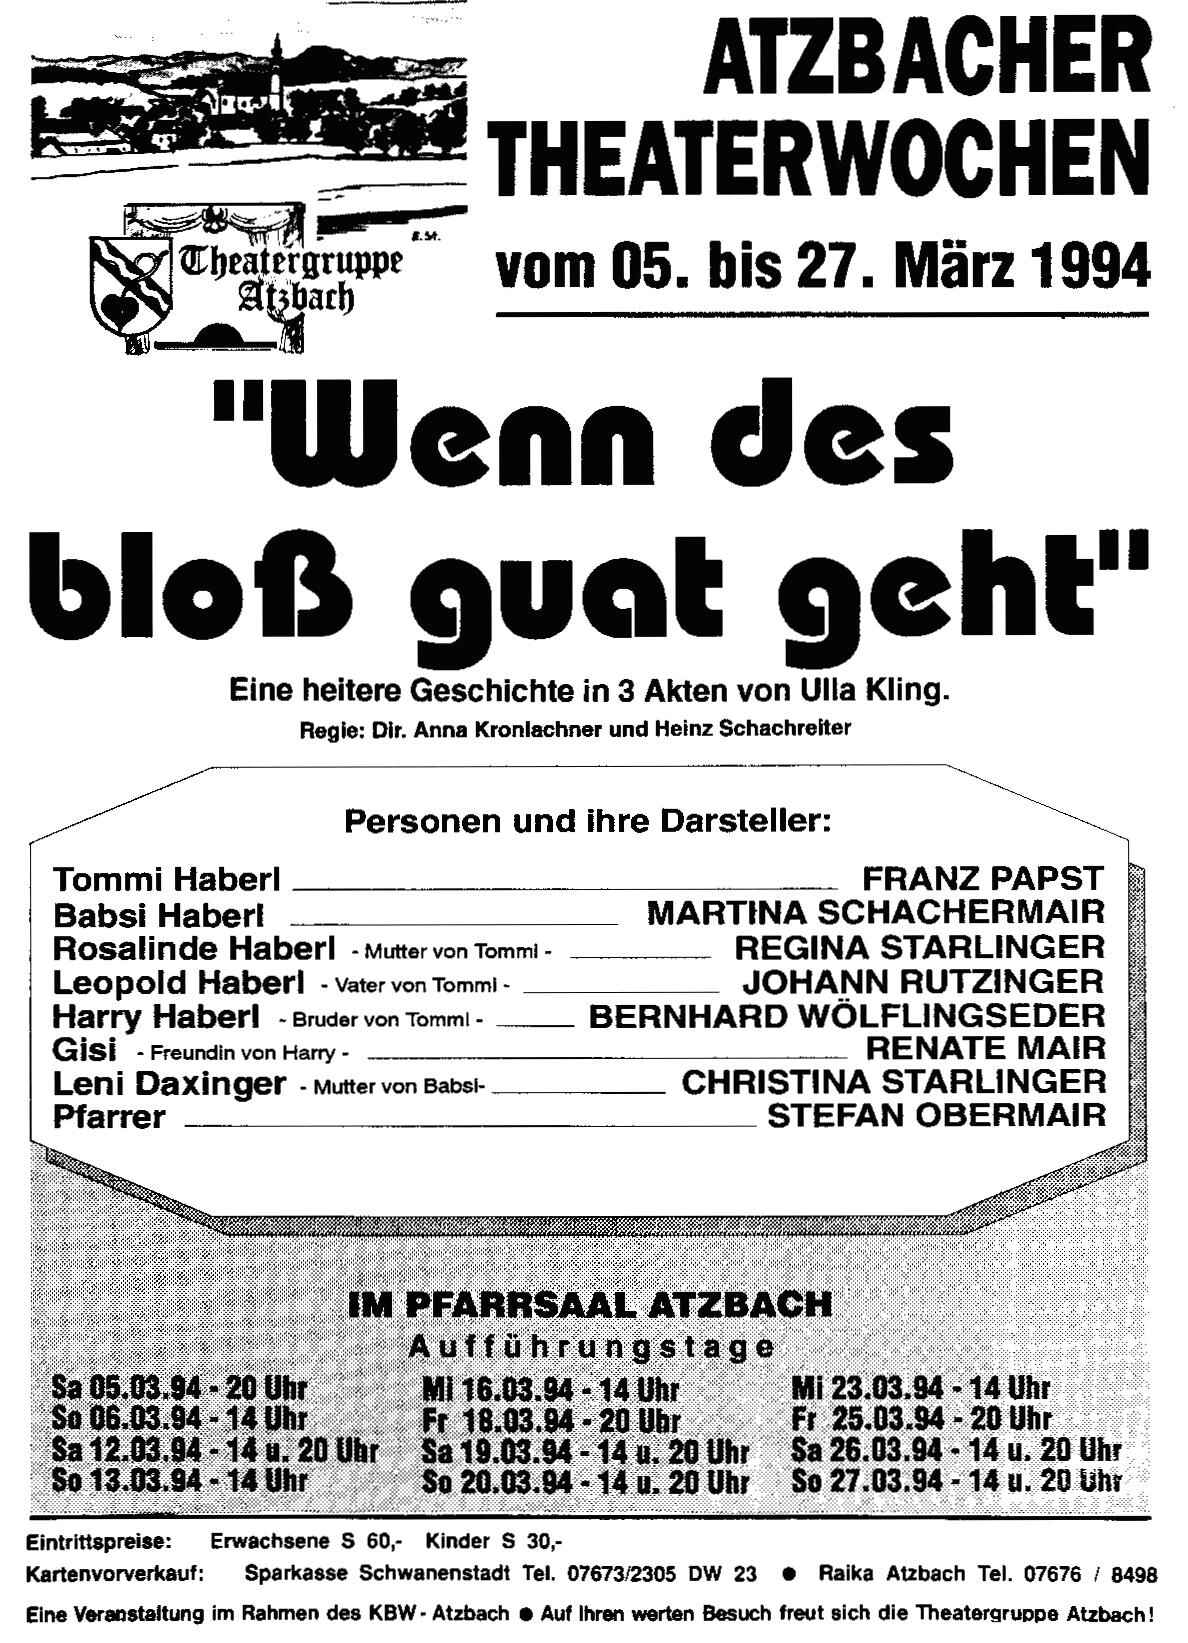 ATZBACHER
THEATERWOCHEN
vom 05. bis 27. März 1994
E.St.
Theatergruppe
Atzbach
"Wenn des
bloß guat geht"
Eine heitere Geschichte in 3 Akten von Ulla Kling.
Regie: Dir. Anna Kronlachner und Heinz Schachreiter
Personen und ihre Darsteller:
Tommi Haberl FRANZ PAPST
Babsi Haberl MARTINA SCHACHERMAIR
Rosalinde Haberl - Mutter von Tommi - REGINA STARLINGER
Leopold Haberl - Vater von Tommi - JOHANN RUTZINGER
Harry Haberl - Bruder von Tommi - BERNHARD WÖLFLINGSEDER
Gisi - Freundin von Harry - RENATE MAIR
Leni Daxinger - Mutter von Babsi- CHRISTINA STARLINGER
Pfarrer STEFAN OBERMAIR
IM PFARRSAAL ATZBACH
Aufführungstage
Sa 05.03.94 - 20 Uhr Mi 16.03.94 - 14 Uhr Mi 23.03.94 - 14 Uhr
So 06.03.94 - 14 Uhr Fr 18.03.94 - 20 Uhr Fr 25.03.94 - 20 Uhr
Sa 12.03.94 - 14 u. 20 Uhr Sa 19.03.94 - 14 u. 20 Uhr Sa 26.03.94 - 14 u. 20 Uhr
So 13.03.94 - 14 Uhr So 20.03.94 - 14 u. 20 Uhr So 27.03.94 - 14 u. 20 Uhr
Eintrittspreise: Erwachsene S 60,- Kinder S 30,-
Kartenvorverkauf: Sparkasse Schwanenstadt Tel. 07673/2305 DW 23 ● Raika Atzbach Tel. 07676 / 8498
Eine Veranstaltung im Rahmen des KBW - Atzbach ● Auf Ihren werten Besuch freut sich die Theatergruppe Atzbach!